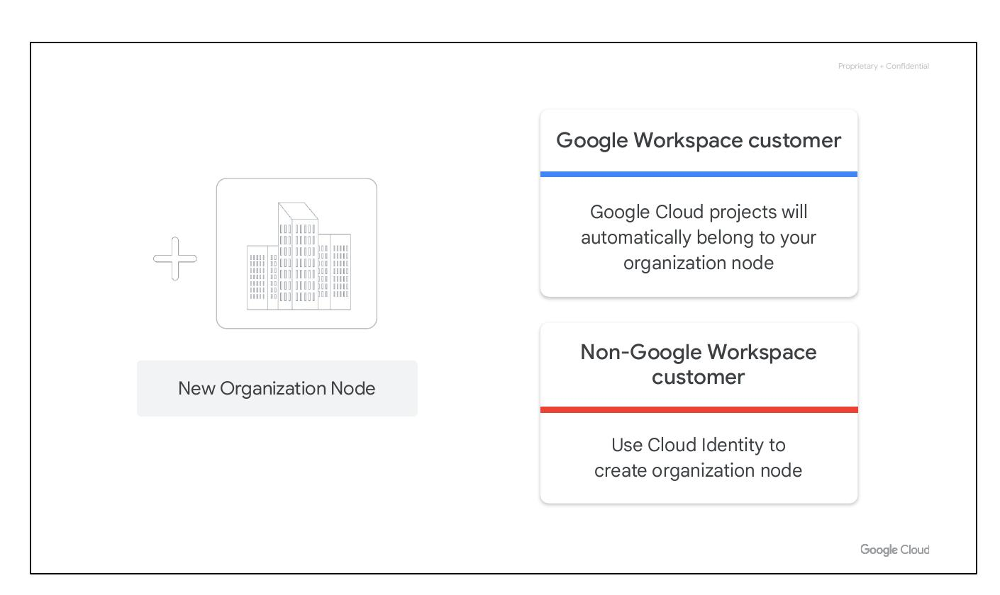 Proprietary + Confidential
Google Workspace customer
Google Cloud projects will
automatically belong to your
organization node
New Organization Node
Non-Google Workspace
customer
Use Cloud Identity to
create organization node
Google Cloud